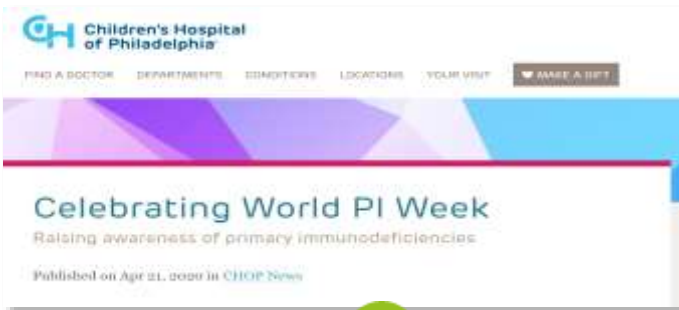 Children's Hospital
of Philadelphia
FIND A DOCTOR DEPARTMENTS CONDITIONS LOCATIONS YOUR VISIT MAKE A GIFT
Celebrating World PI Week
Raising awareness of primary immunodeficiencies
Published on Apr 21, 2020 in CHOP News